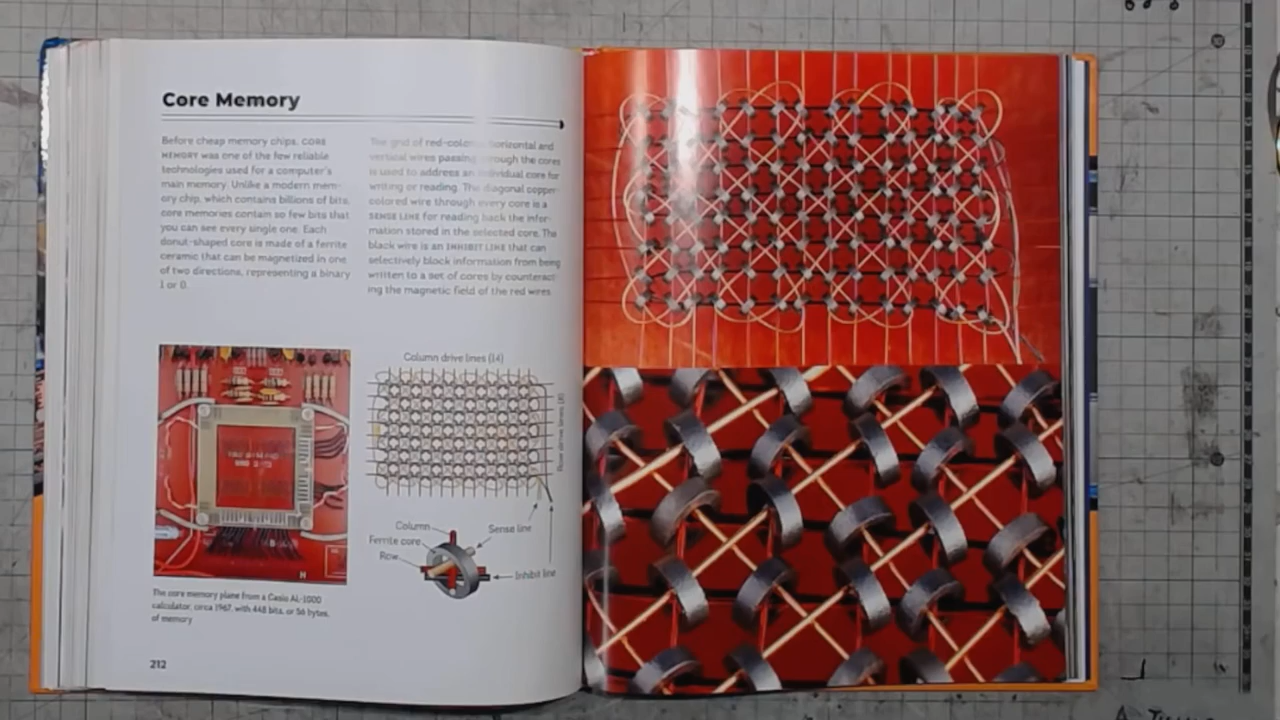 Core Memory
Before cheap memory chips, CORE
MEMORY was one of the few reliable
technologies used for a computer's
main memory. Unlike a modern mem-
ory chip, which contains billions of bits,
core memories contain so few bits that
you can see every single one. Each
donut-shaped core is made of a ferrite
ceramic that can be magnetized in one
of two directions, representing a binary
1 or 0.
The grid of red-colored horizontal and
vertical wires passing through the cores
is used to address an individual core for
writing or reading. The diagonal copper-
colored wire through every core is a
SENSE LINE for reading back the infor-
mation stored in the selected core. The
black wire is an INHIBIT LINE that can
selectively block information from being
written to a set of cores by counteract-
ing the magnetic field of the red wires.
Column drive lines (14)
Row drive lines (8)
Column
Sense line
Ferrite core
Row
Inhibit line
H
The core memory plane from a Casio AL-1000
calculator, circa 1967, with 448 bits, or 56 bytes,
of memory
212